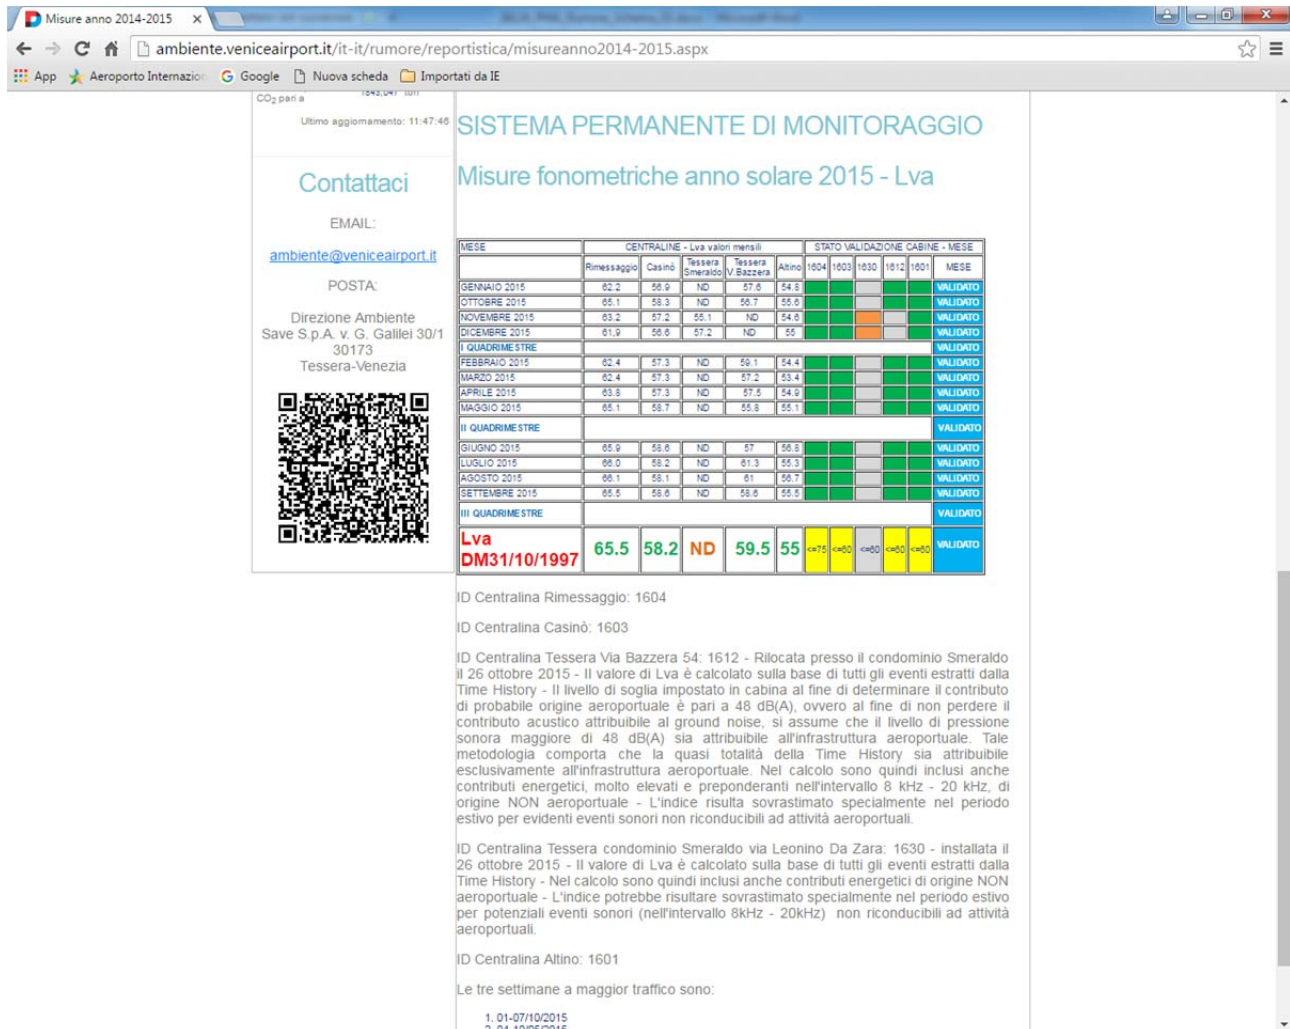 Misure anno 2014-2015
ambiente.veniceairport.it/it-it/rumore/reportistica/misureanno2014-2015.aspx
App Aeroporto Internazion Google Nuova scheda Importati da IE
CO2 pari a 1843,047 ton
Ultimo aggiornamento: 11:47:46
Contattaci
EMAIL:
ambiente@veniceairport.it
POSTA:
Direzione Ambiente
Save S.p.A. v. G. Galilei 30/1
30173
Tessera-Venezia
SISTEMA PERMANENTE DI MONITORAGGIO
Misure fonometriche anno solare 2015 - Lva
MESE CENTRALINE - Lva valori mensili STATO VALIDAZIONE CABINE - MESE
Rimessaggio Casinò Tessera Smeraldo Tessera V.Bazzera Altino 1604 1603 1630 1612 1601 MESE
GENNAIO 2015 62.2 56.9 ND 57.6 54.8 VALIDATO
OTTOBRE 2015 65.1 58.3 ND 56.7 55.6 VALIDATO
NOVEMBRE 2015 63.2 57.2 55.1 ND 54.6 VALIDATO
DICEMBRE 2015 61.9 56.6 57.2 ND 55 VALIDATO
I QUADRIMESTRE VALIDATO
FEBBRAIO 2015 62.4 57.3 ND 59.1 54.4 VALIDATO
MARZO 2015 62.4 57.3 ND 57.2 53.4 VALIDATO
APRILE 2015 63.8 57.3 ND 57.5 54.9 VALIDATO
MAGGIO 2015 65.1 58.7 ND 55.8 55.1 VALIDATO
II QUADRIMESTRE VALIDATO
GIUGNO 2015 65.9 58.6 ND 57 56.8 VALIDATO
LUGLIO 2015 66.0 58.2 ND 61.3 55.3 VALIDATO
AGOSTO 2015 66.1 58.1 ND 61 56.7 VALIDATO
SETTEMBRE 2015 65.5 58.6 ND 58.6 55.5 VALIDATO
III QUADRIMESTRE VALIDATO
Lva DM31/10/1997 65.5 58.2 ND 59.5 55 <=75 <=60 <=60 <=60 <=60 VALIDATO
ID Centralina Rimessaggio: 1604
ID Centralina Casinò: 1603
ID Centralina Tessera Via Bazzera 54: 1612 - Rilocata presso il condominio Smeraldo
il 26 ottobre 2015 - Il valore di Lva è calcolato sulla base di tutti gli eventi estratti dalla
Time History - Il livello di soglia impostato in cabina al fine di determinare il contributo
di probabile origine aeroportuale è pari a 48 dB(A), ovvero al fine di non perdere il
contributo acustico attribuibile al ground noise, si assume che il livello di pressione
sonora maggiore di 48 dB(A) sia attribuibile all'infrastruttura aeroportuale. Tale
metodologia comporta che la quasi totalità della Time History sia attribuibile
esclusivamente all'infrastruttura aeroportuale. Nel calcolo sono quindi inclusi anche
contributi energetici, molto elevati e preponderanti nell'intervallo 8 kHz - 20 kHz, di
origine NON aeroportuale - L'indice risulta sovrastimato specialmente nel periodo
estivo per evidenti eventi sonori non riconducibili ad attività aeroportuali.
ID Centralina Tessera condominio Smeraldo via Leonino Da Zara: 1630 - installata il
26 ottobre 2015 - Il valore di Lva è calcolato sulla base di tutti gli eventi estratti dalla
Time History - Nel calcolo sono quindi inclusi anche contributi energetici di origine NON
aeroportuale - L'indice potrebbe risultare sovrastimato specialmente nel periodo estivo
per potenziali eventi sonori (nell'intervallo 8kHz - 20kHz) non riconducibili ad attività
aeroportuali.
ID Centralina Altino: 1601
Le tre settimane a maggior traffico sono:
1. 01-07/10/2015